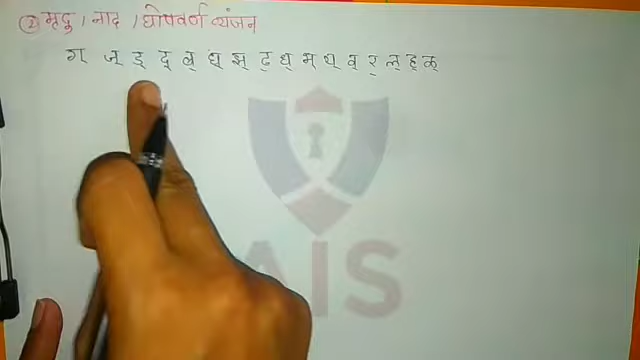 ② मृदु / नाद / घोषवर्ण व्यंजन
ग् ज् ड् द् ब् घ् झ् ढ् ध् भ् य् व् र् ल् ह् ळ्
AIS